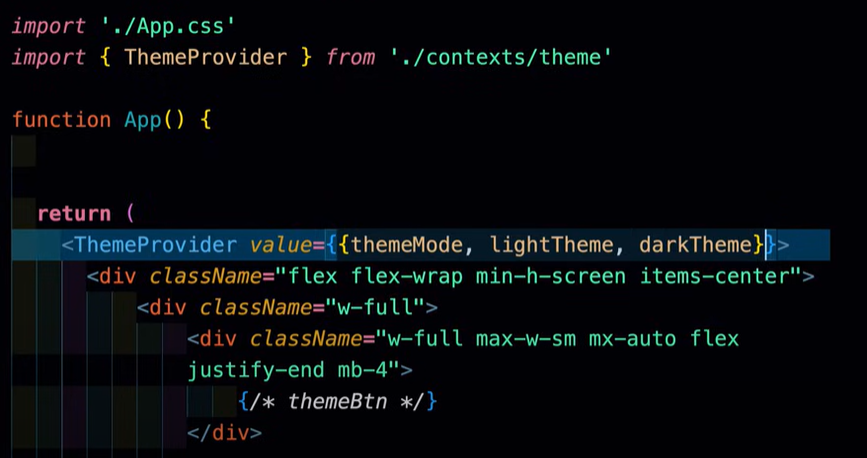 import './App.css'
import { ThemeProvider } from './contexts/theme'
function App() {
return (
<ThemeProvider value={{themeMode, lightTheme, darkTheme}}>
<div className="flex flex-wrap min-h-screen items-center">
<div className="w-full">
<div className="w-full max-w-sm mx-auto flex
justify-end mb-4">
{/* themeBtn */}
</div>